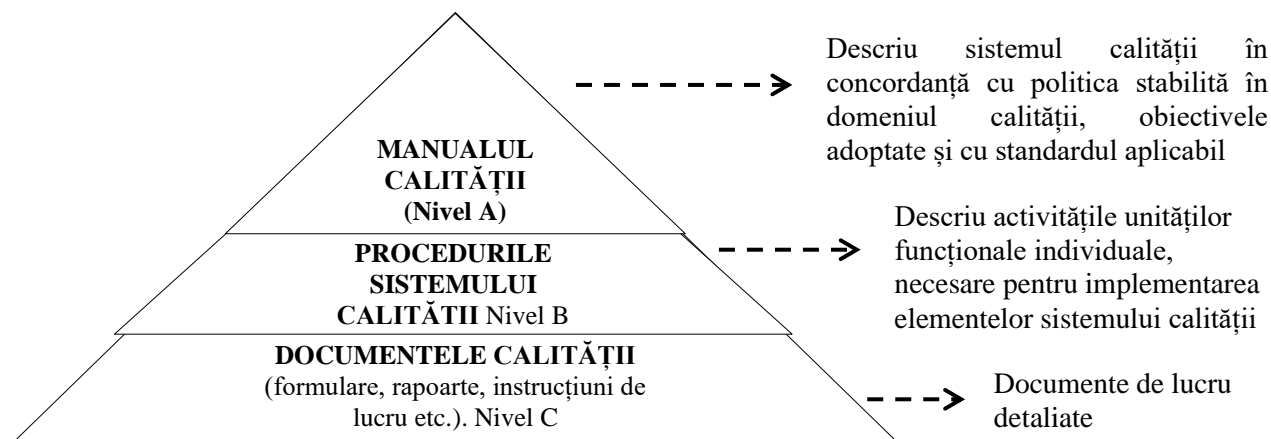 Descriu sistemul calității în
concordanță cu politica stabilită în
domeniul calității, obiectivele
adoptate și cu standardul aplicabil
MANUALUL
CALITĂȚII
(Nivel A)
Descriu activitățile unităților
funcționale individuale,
necesare pentru implementarea
elementelor sistemului calității
PROCEDURILE
SISTEMULUI
CALITĂTII Nivel B
DOCUMENTELE CALITĂȚII
(formulare, rapoarte, instrucțiuni de
lucru etc.). Nivel C
Documente de lucru
detaliate